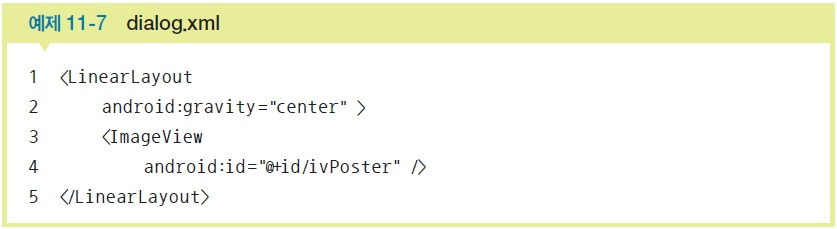 예제 11-7 dialog.xml
1 <LinearLayout
2 android:gravity="center" >
3 <ImageView
4 android:id="@+id/ivPoster" />
5 </LinearLayout>